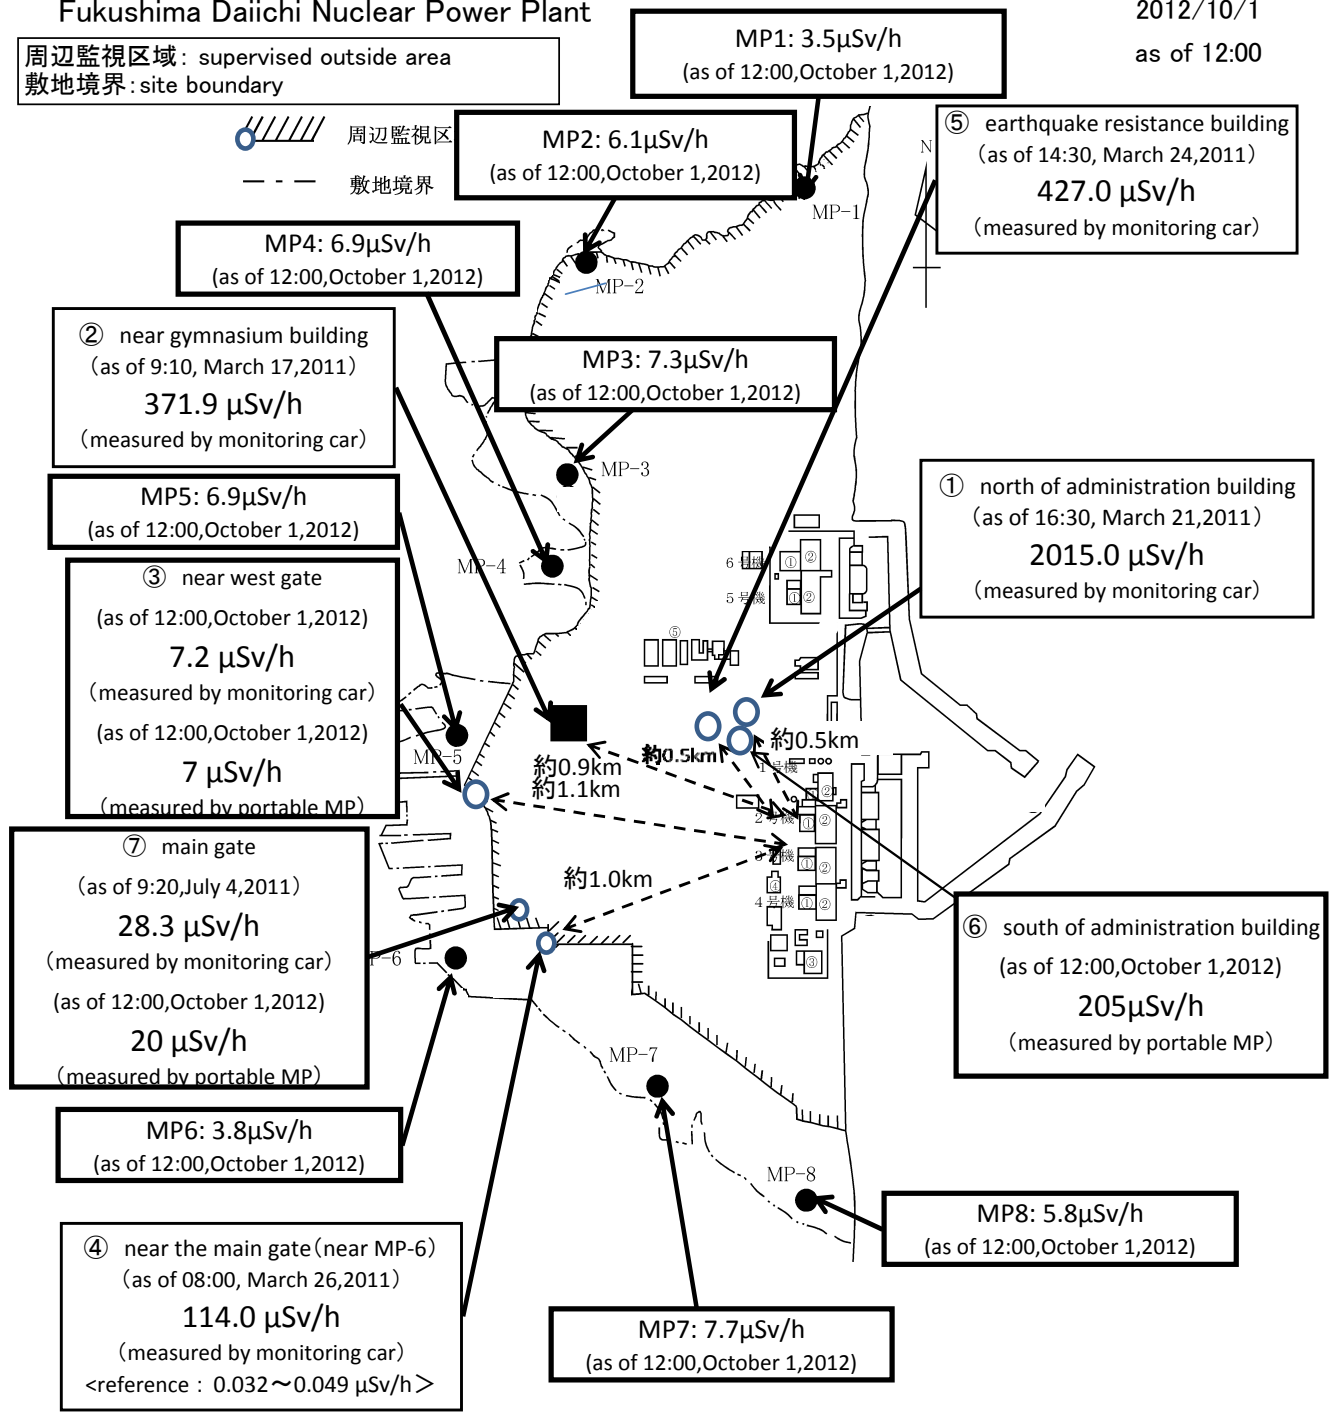 Fukushima Daiichi Nuclear Power Plant
2012/10/1
as of 12:00
周辺監視区域: supervised outside area
敷地境界:site boundary
周辺監視区
敷地境界
MP1: 3.5μSv/h
(as of 12:00,October 1,2012)
MP2: 6.1μSv/h
(as of 12:00,October 1,2012)
⑤ earthquake resistance building
(as of 14:30, March 24,2011)
427.0 μSv/h
(measured by monitoring car)
N
MP-1
MP4: 6.9μSv/h
(as of 12:00,October 1,2012)
MP-2
② near gymnasium building
(as of 9:10, March 17,2011)
371.9 μSv/h
(measured by monitoring car)
MP3: 7.3μSv/h
(as of 12:00,October 1,2012)
MP-3
MP5: 6.9μSv/h
(as of 12:00,October 1,2012)
① north of administration building
(as of 16:30, March 21,2011)
2015.0 μSv/h
(measured by monitoring car)
MP-4
6号機
①
②
5号機
①
②
⑤
③ near west gate
(as of 12:00,October 1,2012)
7.2 μSv/h
(measured by monitoring car)
(as of 12:00,October 1,2012)
7 μSv/h
(measured by portable MP)
MP-5
約0.9km
約1.1km
約0.5km
約0.5km
1号機
②
2号機
①
②
3号機
①
②
④
4号機
①
②
③
約1.0km
⑦ main gate
(as of 9:20,July 4,2011)
28.3 μSv/h
(measured by monitoring car)
(as of 12:00,October 1,2012)
20 μSv/h
(measured by portable MP)
P-6
⑥ south of administration building
(as of 12:00,October 1,2012)
205μSv/h
(measured by portable MP)
MP-7
MP6: 3.8μSv/h
(as of 12:00,October 1,2012)
MP-8
MP8: 5.8μSv/h
(as of 12:00,October 1,2012)
④ near the main gate(near MP-6)
(as of 08:00, March 26,2011)
114.0 μSv/h
(measured by monitoring car)
<reference : 0.032～0.049 μSv/h>
MP7: 7.7μSv/h
(as of 12:00,October 1,2012)